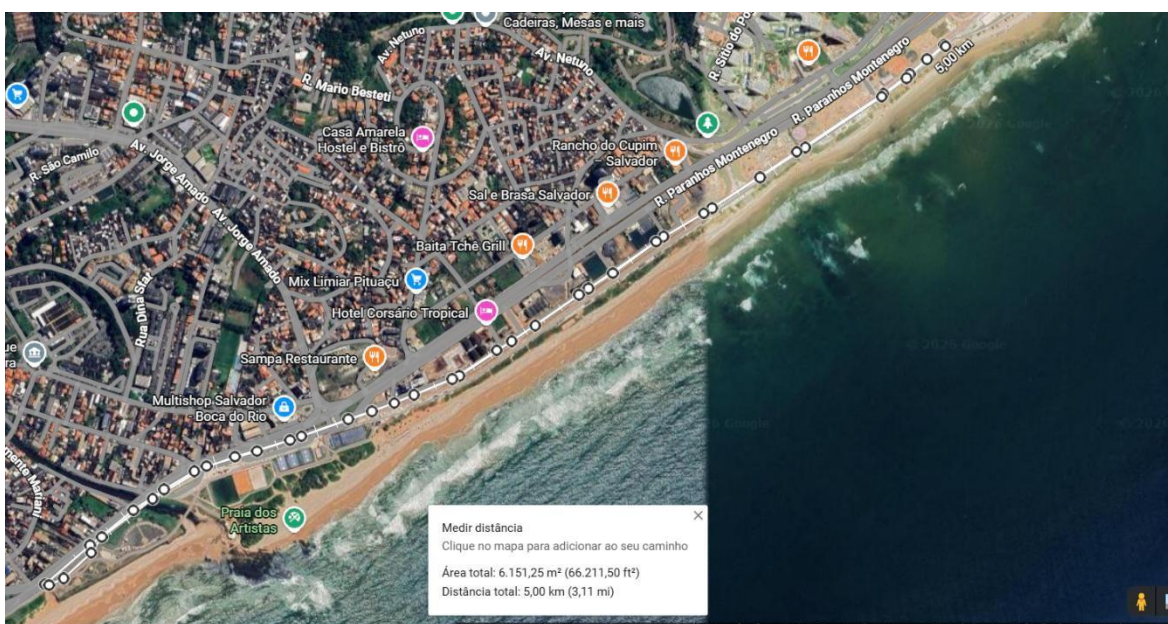 Cadeiras, Mesas e mais
Av. Netuno
Av. Netuno
R. Sítio do Po
5,00 km
R. Mario Besteti
R. Paranhos Montenegro
Casa Amarela
Hostel e Bistrô
Rancho do Cupim
– Salvador
R. Paranhos Montenegro
R. São Camilo
Av. Jorge Amado
Av. Jorge Amado
Sal e Brasa Salvador
Baita Tchê Grill
Mix Limiar Pituaçu
Rua Dina Sfat
Hotel Corsário Tropical
© 2026 Google
Sampa Restaurante
Multishop Salvador
- Boca do Rio
Praia dos
Artistas
Medir distância
Clique no mapa para adicionar ao seu caminho
Área total: 6.151,25 m² (66.211,50 ft²)
Distância total: 5,00 km (3,11 mi)